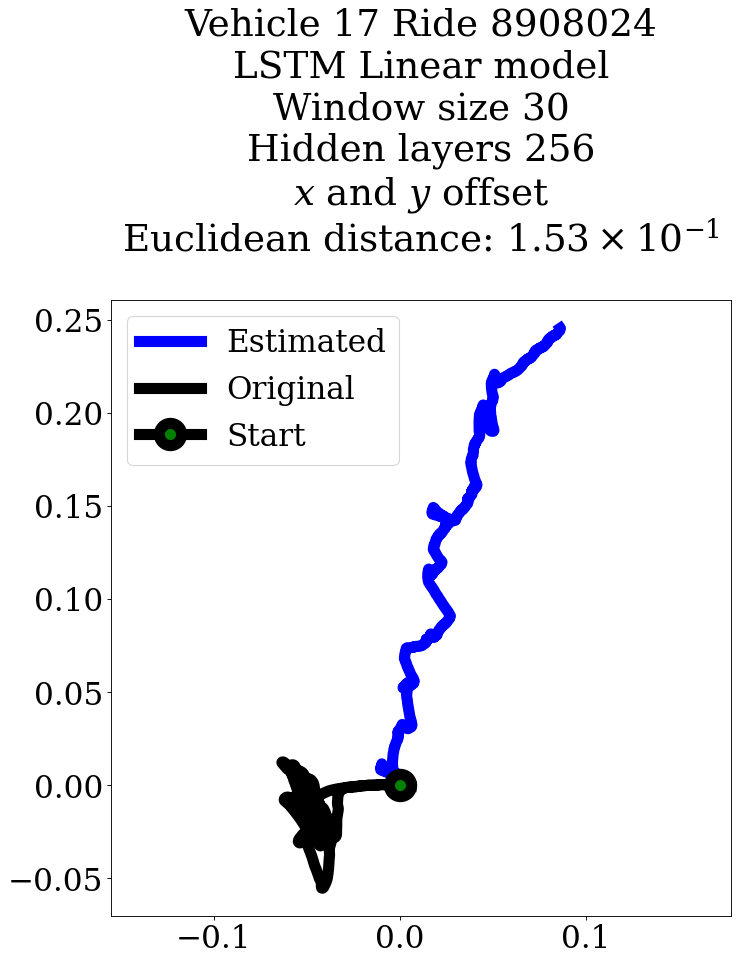 Vehicle 17 Ride 8908024
LSTM Linear model
Window size 30
Hidden layers 256
x and y offset
Euclidean distance: 1.53 × 10⁻¹
Estimated
Original
Start
0.25
0.20
0.15
0.10
0.05
0.00
−0.05
−0.1
0.0
0.1